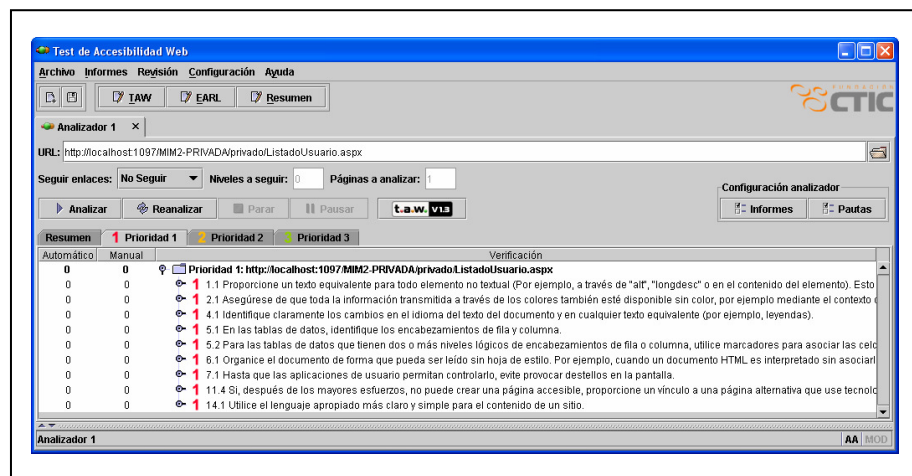 Test de Accesibilidad Web
Archivo Informes Revisión Configuración Ayuda
TAW EARL Resumen
FUNDACIÓN
CTIC
Analizador 1 ×
URL: http://localhost:1097/MIM2-PRIVADA/privado/ListadoUsuario.aspx
Seguir enlaces: No Seguir Niveles a seguir: 0 Páginas a analizar: 1
Configuración analizador
Analizar Reanalizar Parar Pausar t.a.w. V1.3 Informes Pautas
Resumen 1 Prioridad 1 2 Prioridad 2 3 Prioridad 3
Automático Manual Verificación
0 0 Prioridad 1: http://localhost:1097/MIM2-PRIVADA/privado/ListadoUsuario.aspx
0 0 1 1.1 Proporcione un texto equivalente para todo elemento no textual (Por ejemplo, a través de "alt", "longdesc" o en el contenido del elemento). Esto
0 0 1 2.1 Asegúrese de que toda la información transmitida a través de los colores también esté disponible sin color, por ejemplo mediante el contexto
0 0 1 4.1 Identifique claramente los cambios en el idioma del texto del documento y en cualquier texto equivalente (por ejemplo, leyendas).
0 0 1 5.1 En las tablas de datos, identifique los encabezamientos de fila y columna.
0 0 1 5.2 Para las tablas de datos que tienen dos o más niveles lógicos de encabezamientos de fila o columna, utilice marcadores para asociar las celd
0 0 1 6.1 Organice el documento de forma que pueda ser leído sin hoja de estilo. Por ejemplo, cuando un documento HTML es interpretado sin asociarl
0 0 1 7.1 Hasta que las aplicaciones de usuario permitan controlarlo, evite provocar destellos en la pantalla.
0 0 1 11.4 Si, después de los mayores esfuerzos, no puede crear una página accesible, proporcione un vínculo a una página alternativa que use tecnolo
0 0 1 14.1 Utilice el lenguaje apropiado más claro y simple para el contenido de un sitio.
Analizador 1 AA MOD